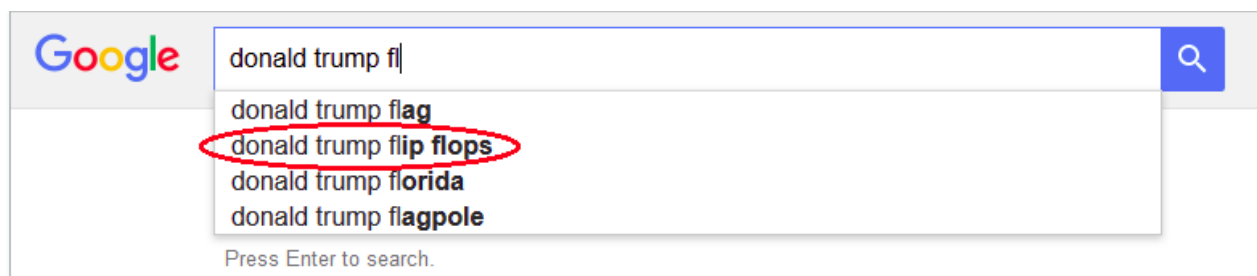 Google
donald trump fl
donald trump flag
donald trump flip flops
donald trump florida
donald trump flagpole
Press Enter to search.